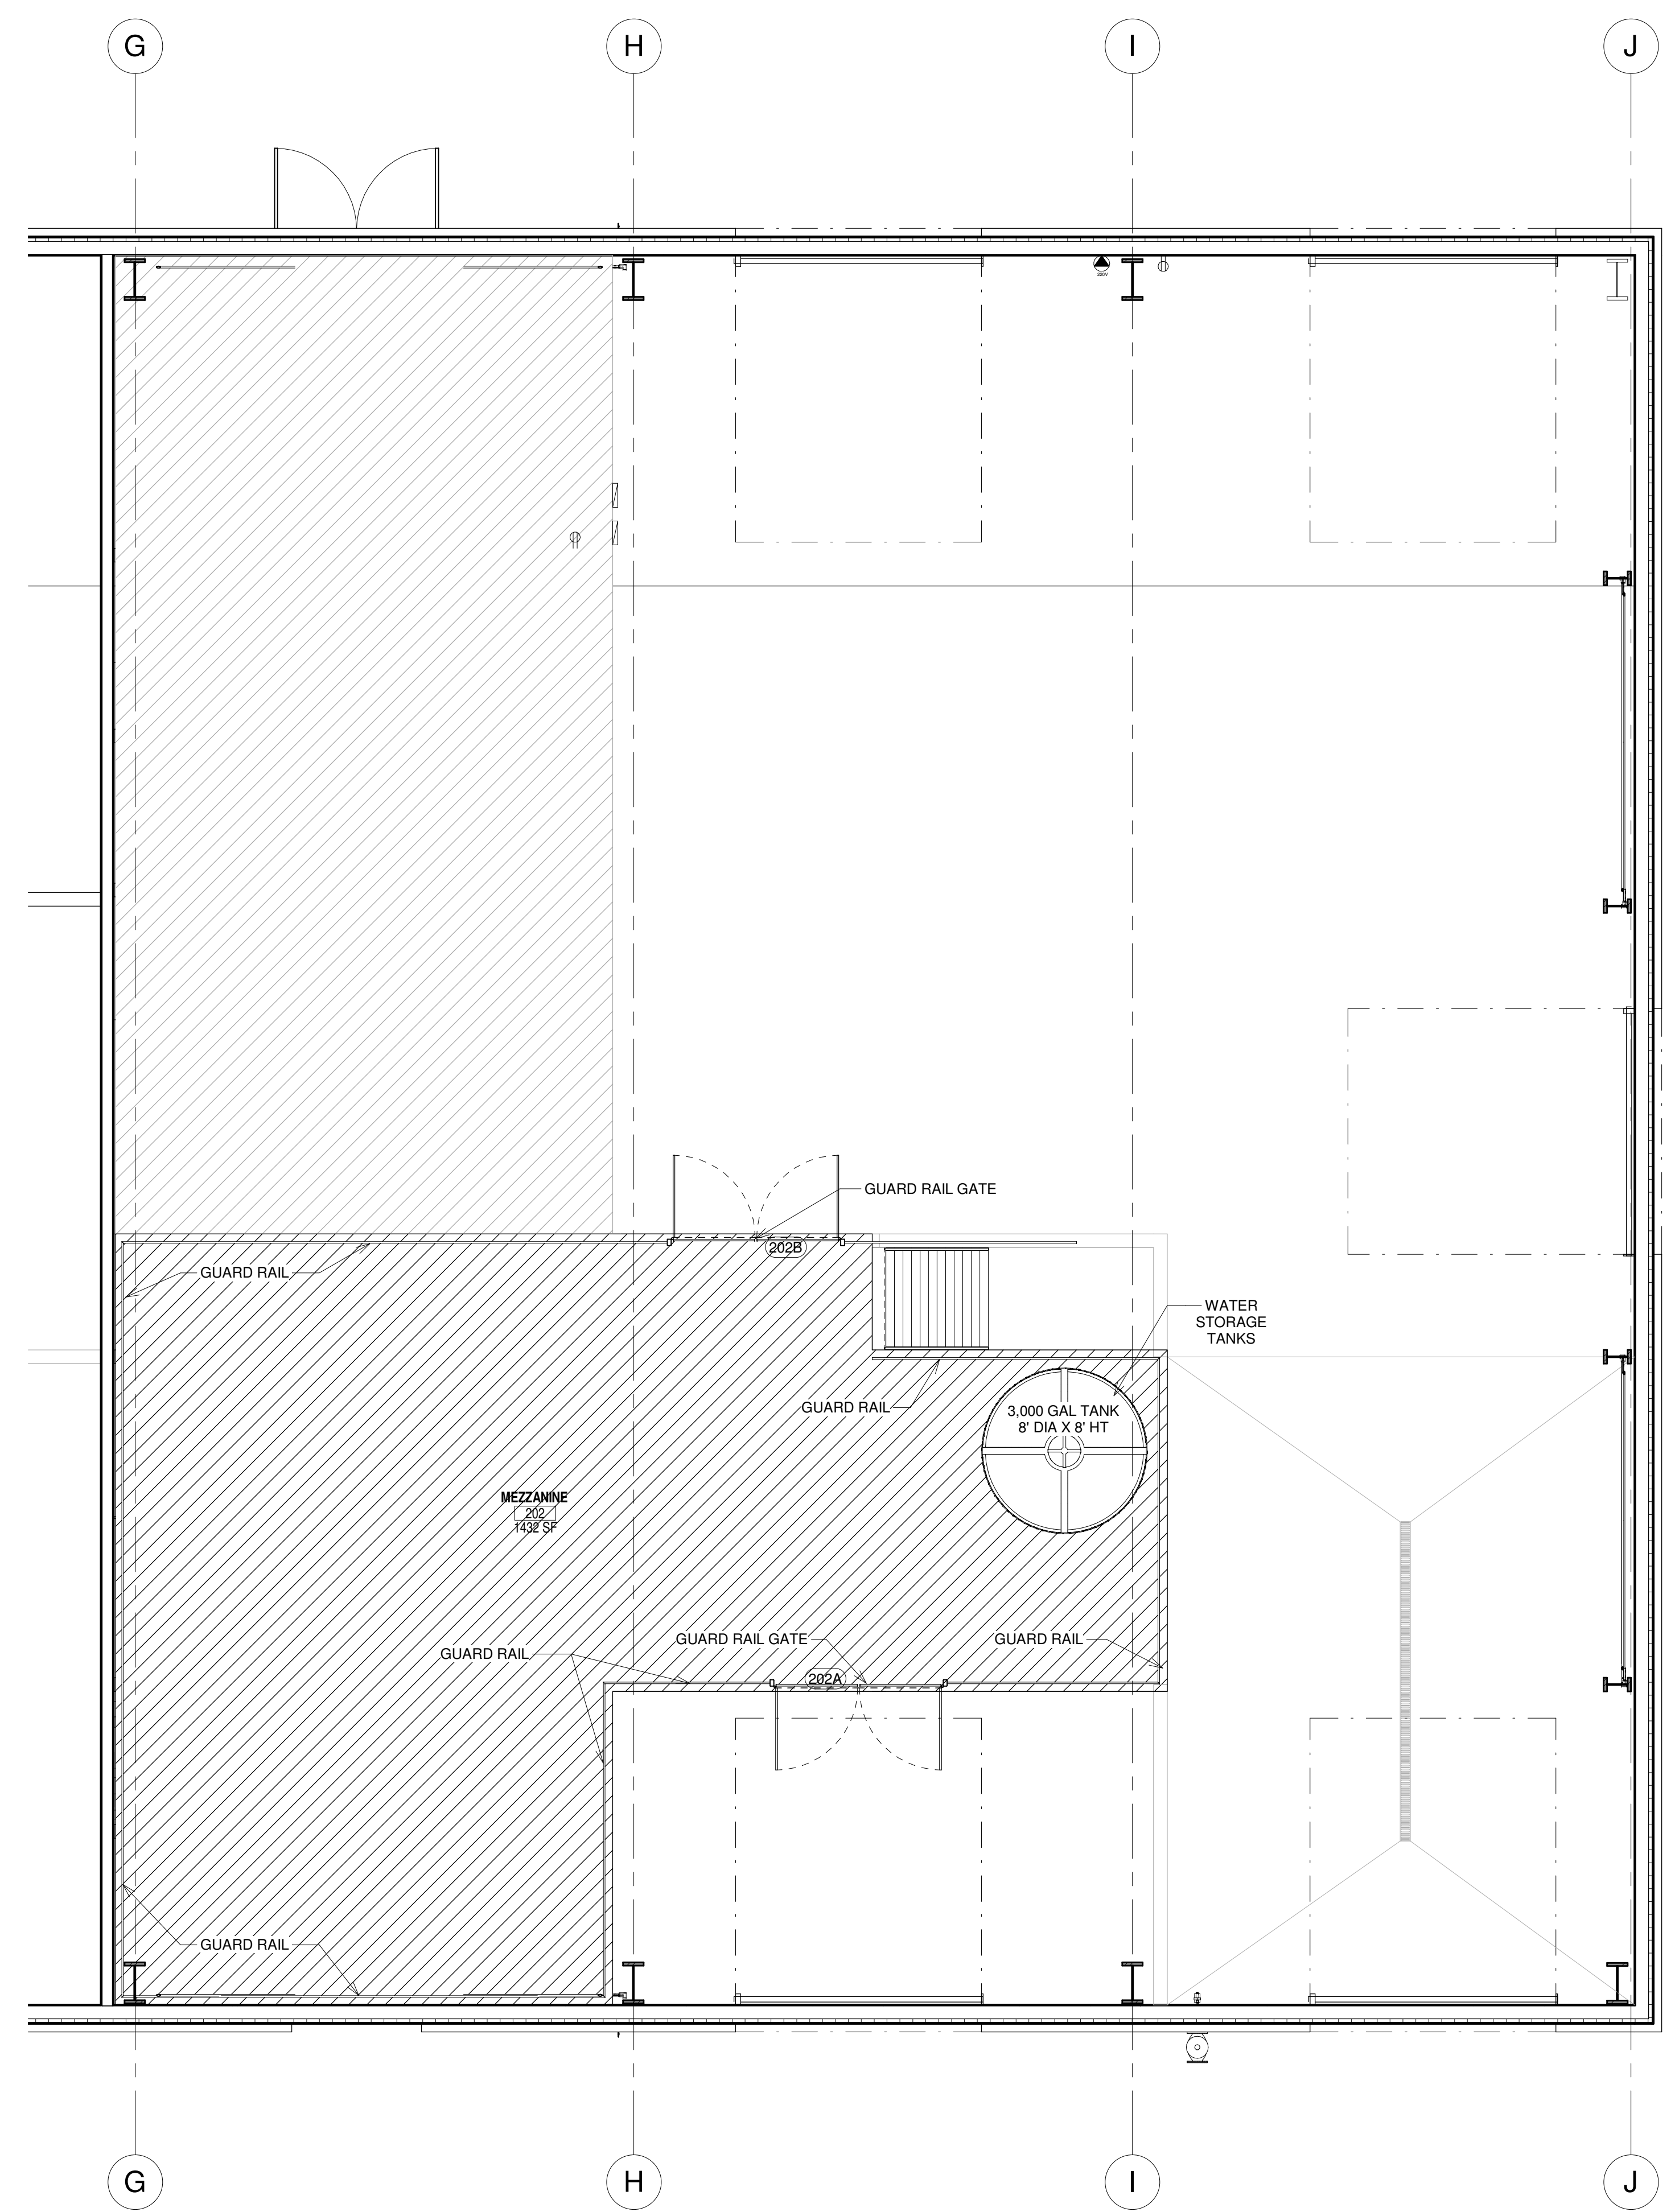 G
H
I
J
220V
GUARD RAIL GATE
202B
GUARD RAIL
WATER
STORAGE
TANKS
GUARD RAIL
3,000 GAL TANK
8' DIA X 8' HT
MEZZANINE
202
1432 SF
GUARD RAIL
GUARD RAIL GATE
GUARD RAIL
202A
GUARD RAIL
G
H
I
J